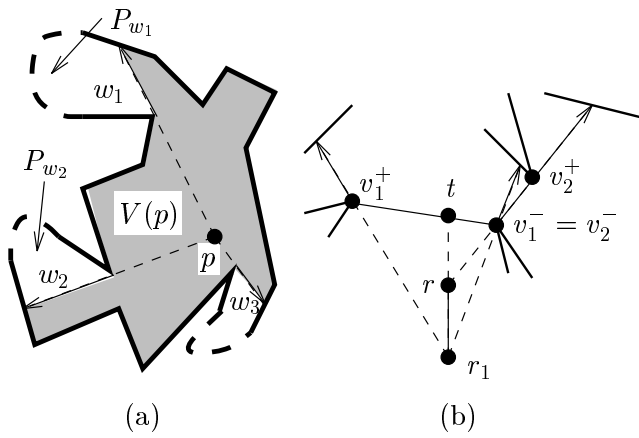 P_{w_1}
w_1
P_{w_2}
V(p)
w_2
p
w_3
(a)
v_1^+
t
v_2^+
v_1^- = v_2^-
r
r_1
(b)